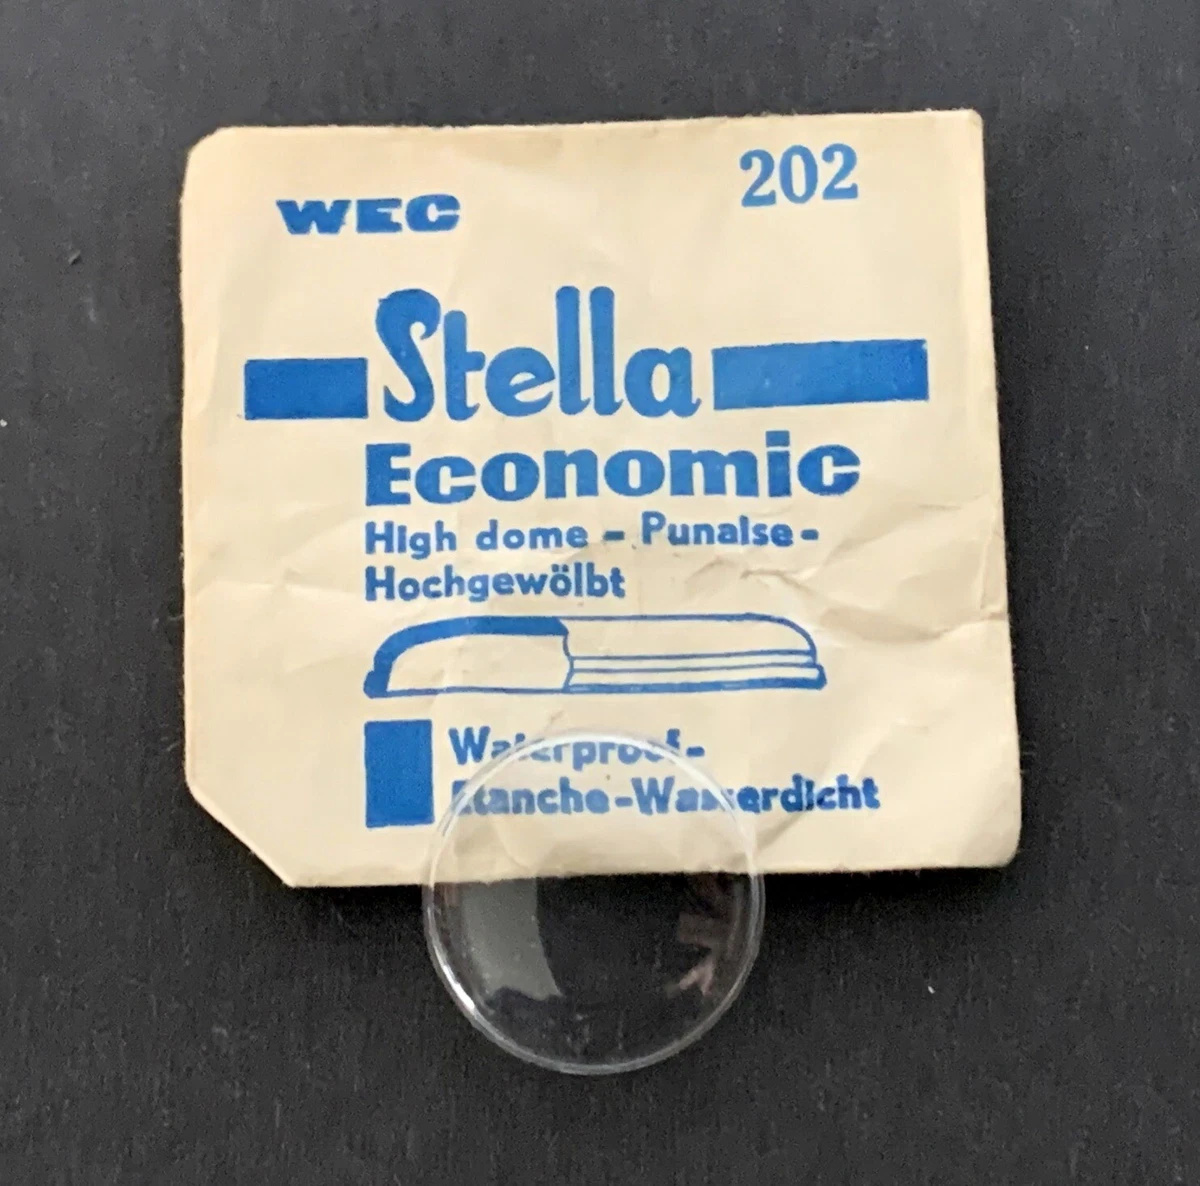 WEC
202
Stella
Economic
High dome - Punaise-
Hochgewölbt
Waterproof-
Etanche-Wasserdicht